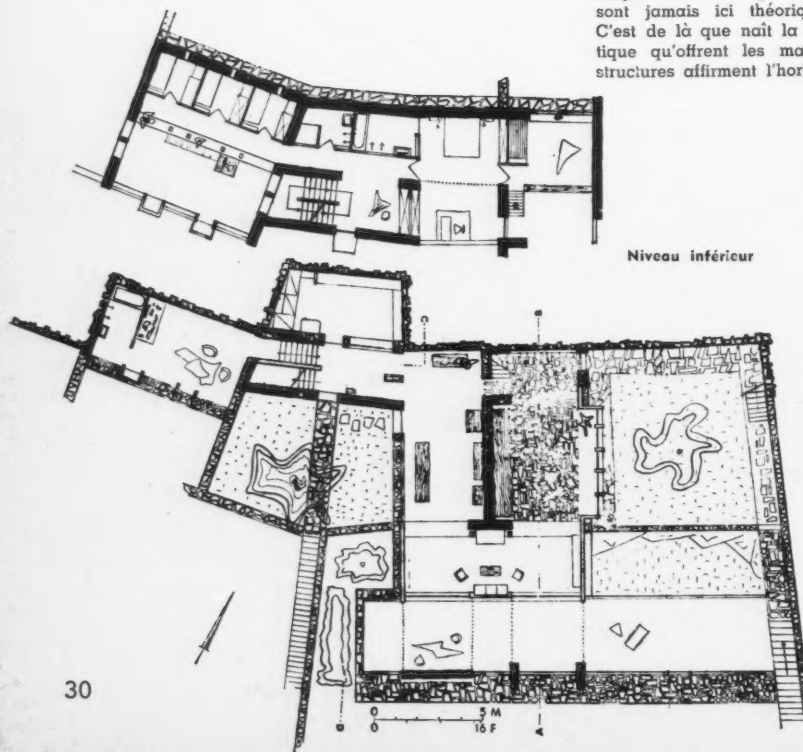 sont jamais ici théoriq
C'est de là que naît la
tique qu'offrent les ma
structures affirment l'hor
Niveau inférieur
C
B
0 5 M
0 16 F
A
30